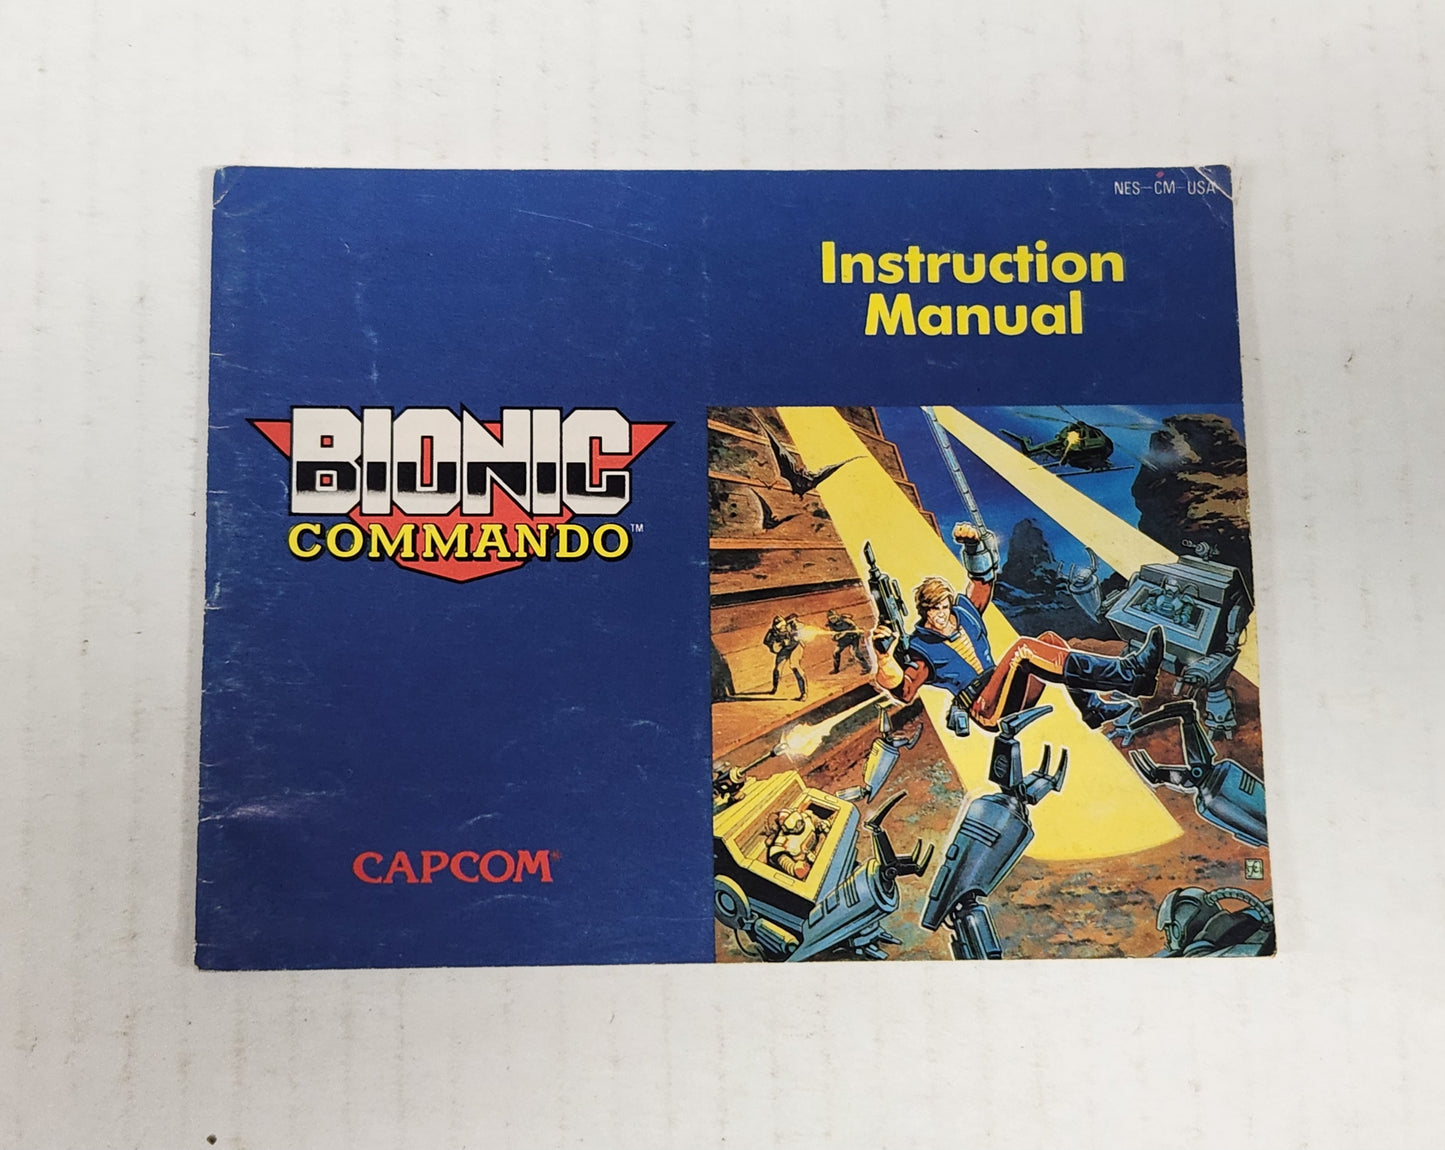 NES-CM-USA
Instruction
Manual
BIONIC
COMMANDO™
CAPCOM®